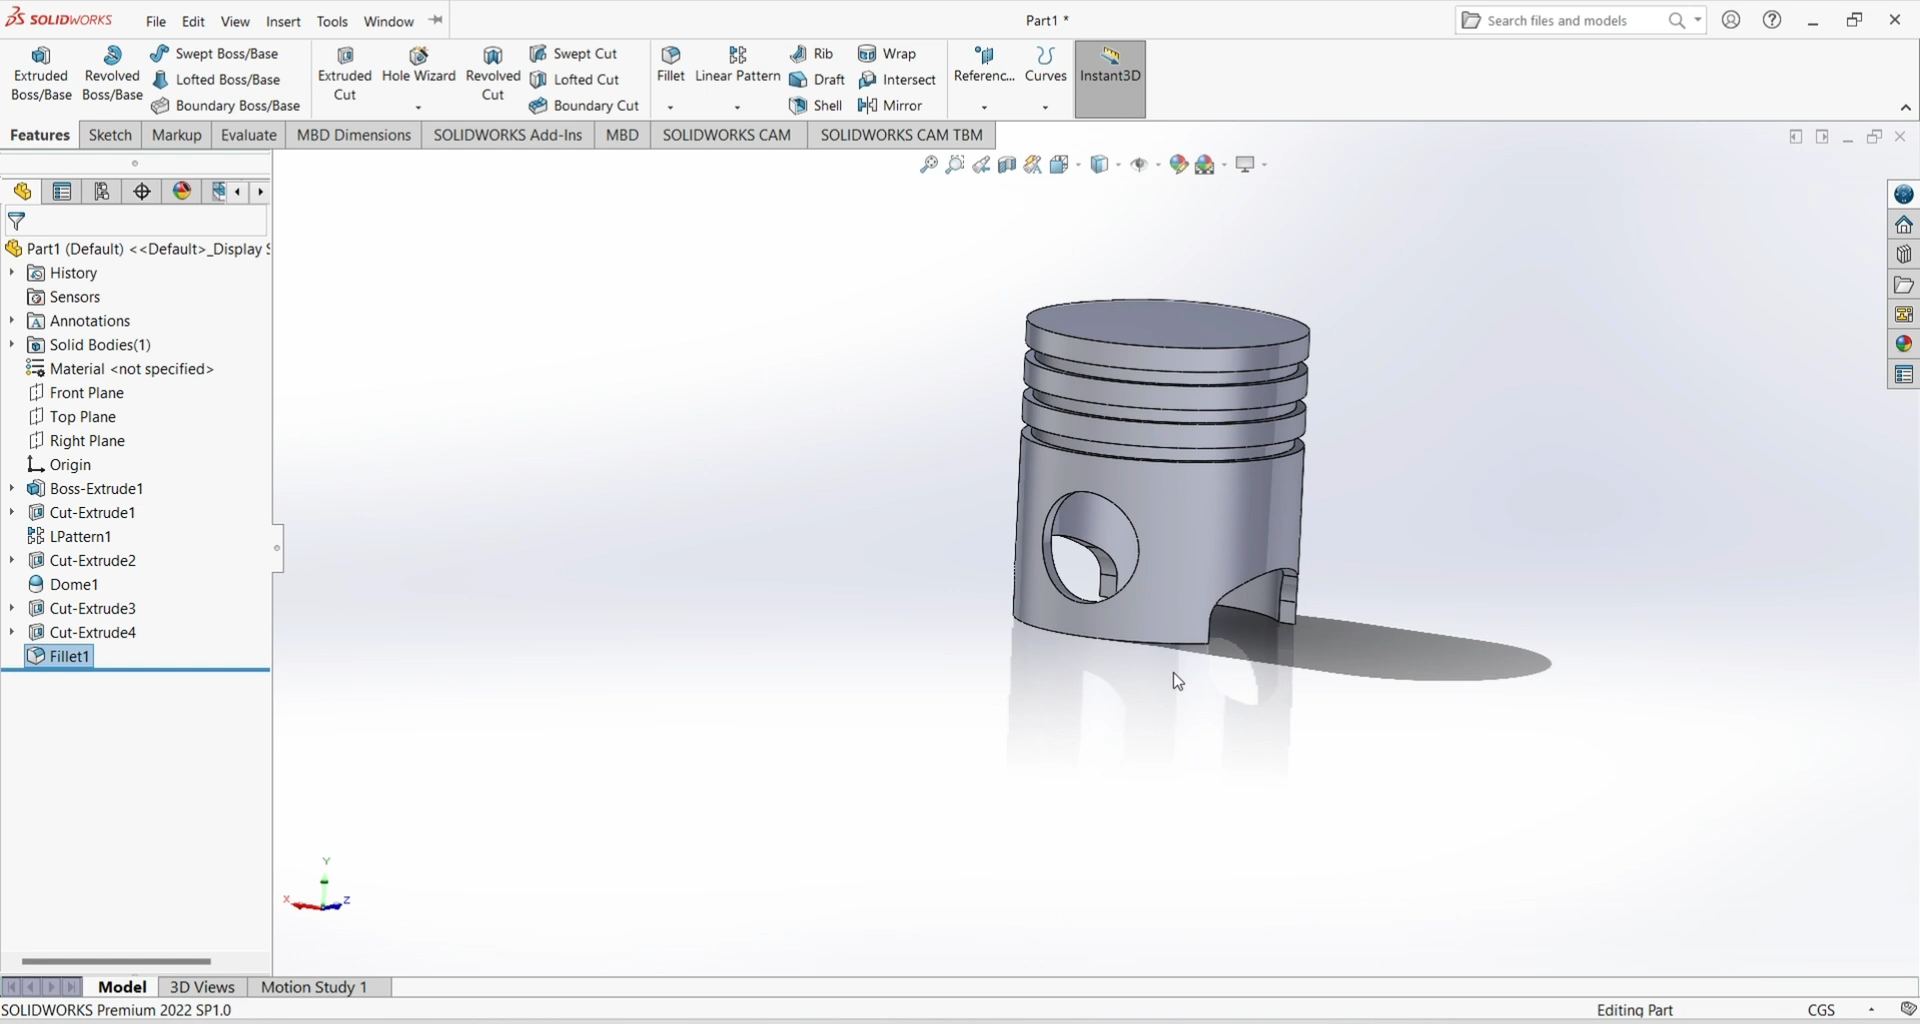 SOLIDWORKS
File Edit View Insert Tools Window
Part1 *
Search files and models
Extruded Boss/Base
Revolved Boss/Base
Swept Boss/Base
Lofted Boss/Base
Boundary Boss/Base
Extruded Cut
Hole Wizard
Revolved Cut
Swept Cut
Lofted Cut
Boundary Cut
Fillet
Linear Pattern
Rib
Draft
Shell
Wrap
Intersect
Mirror
Referenc...
Curves
Instant3D
Features Sketch Markup Evaluate MBD Dimensions SOLIDWORKS Add-Ins MBD SOLIDWORKS CAM SOLIDWORKS CAM TBM
Part1 (Default) <<Default>_Display S
History
Sensors
Annotations
Solid Bodies(1)
Material <not specified>
Front Plane
Top Plane
Right Plane
Origin
Boss-Extrude1
Cut-Extrude1
LPattern1
Cut-Extrude2
Dome1
Cut-Extrude3
Cut-Extrude4
Fillet1
Y
X
Z
Model 3D Views Motion Study 1
SOLIDWORKS Premium 2022 SP1.0
Editing Part
CGS